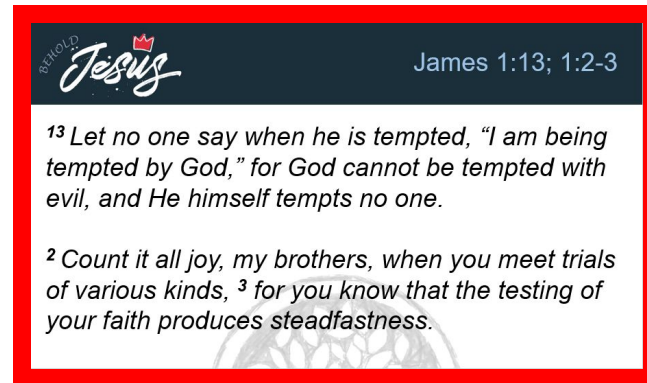 BEHOLD
Jesus
James 1:13; 1:2-3
13 Let no one say when he is tempted, “I am being
tempted by God,” for God cannot be tempted with
evil, and He himself tempts no one.
2 Count it all joy, my brothers, when you meet trials
of various kinds, 3 for you know that the testing of
your faith produces steadfastness.